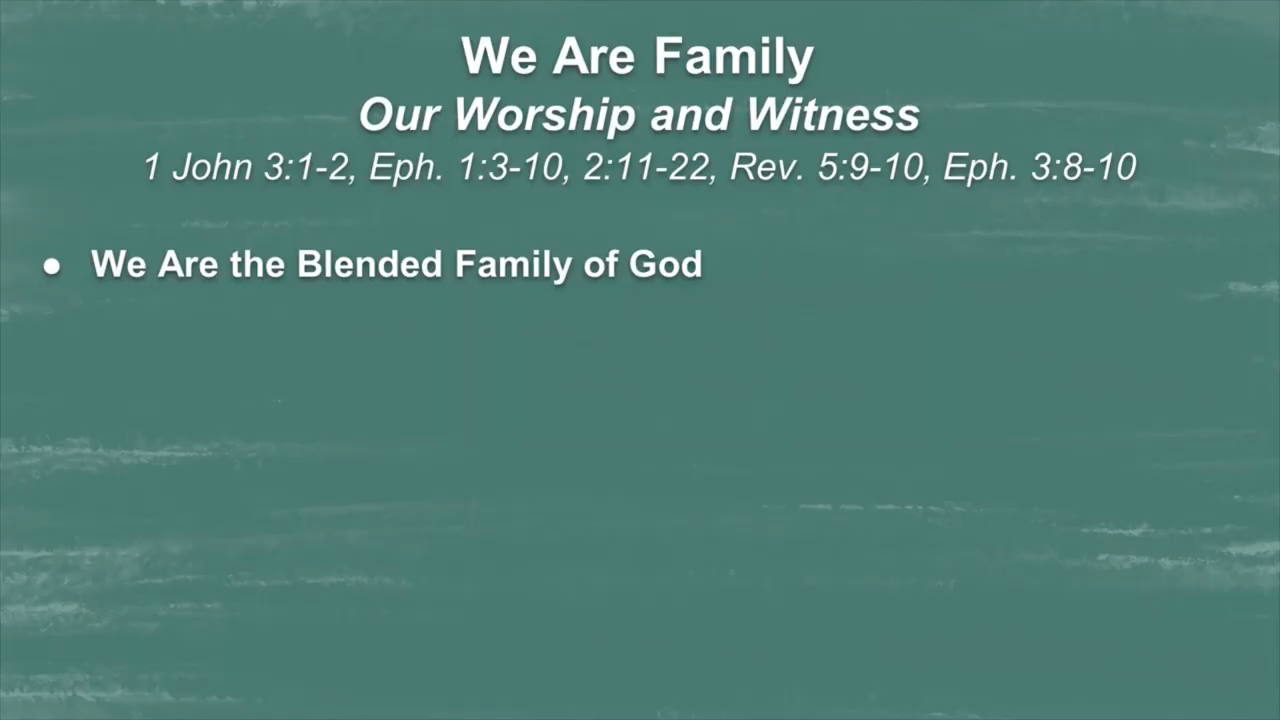 We Are Family
Our Worship and Witness
1 John 3:1-2, Eph. 1:3-10, 2:11-22, Rev. 5:9-10, Eph. 3:8-10
● We Are the Blended Family of God